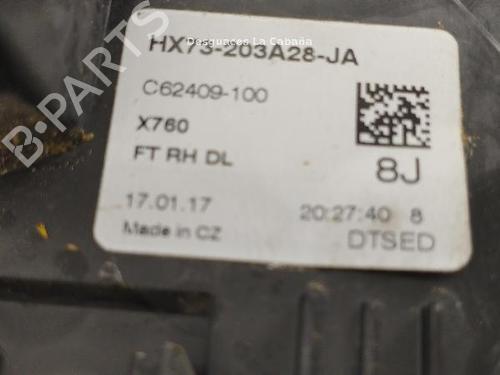 HX73-203A28-JA
Desguaces La Cabaña
C62409-100
X760
FT RH DL
8J
17.01.17 20:27:40 8
Made in CZ
DTSED
B-PARTS